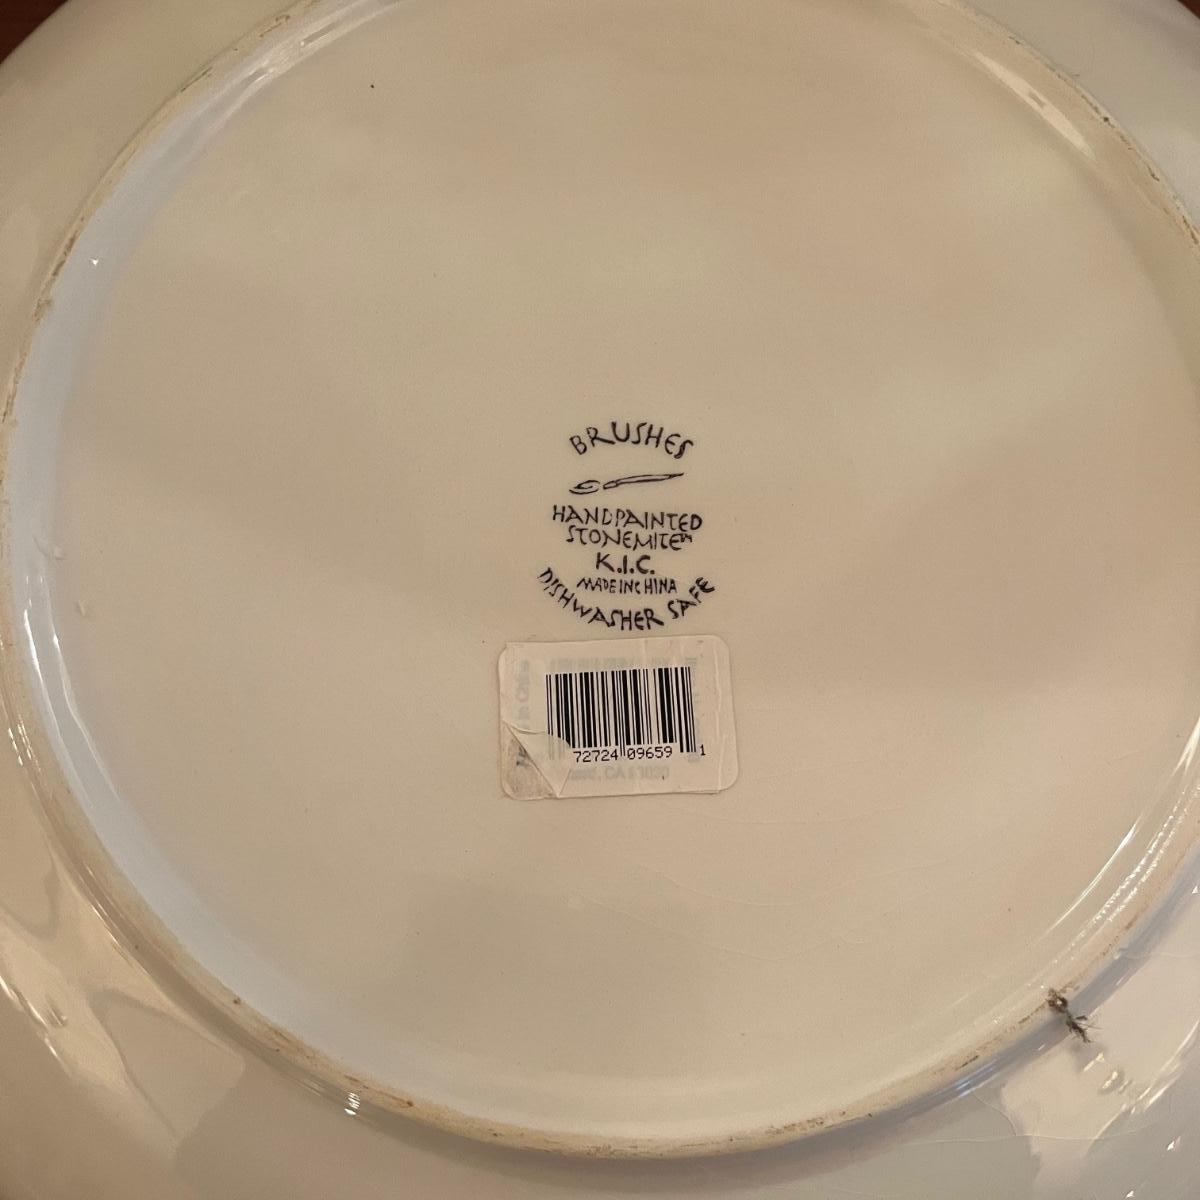 BRUSHES
HANDPAINTED
STONEMITE™
K.I.C.
MADE IN CHINA
DISHWASHER SAFE
72724 09659 1